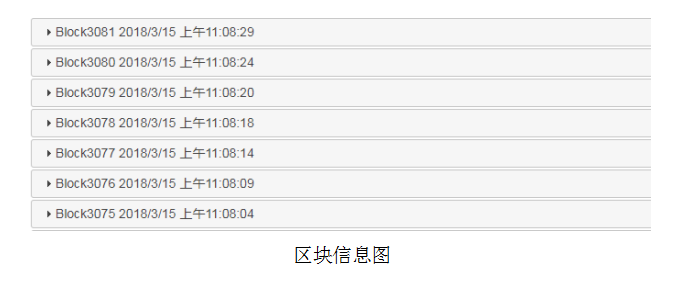 Block3081 2018/3/15 上午11:08:29
Block3080 2018/3/15 上午11:08:24
Block3079 2018/3/15 上午11:08:20
Block3078 2018/3/15 上午11:08:18
Block3077 2018/3/15 上午11:08:14
Block3076 2018/3/15 上午11:08:09
Block3075 2018/3/15 上午11:08:04
区块信息图